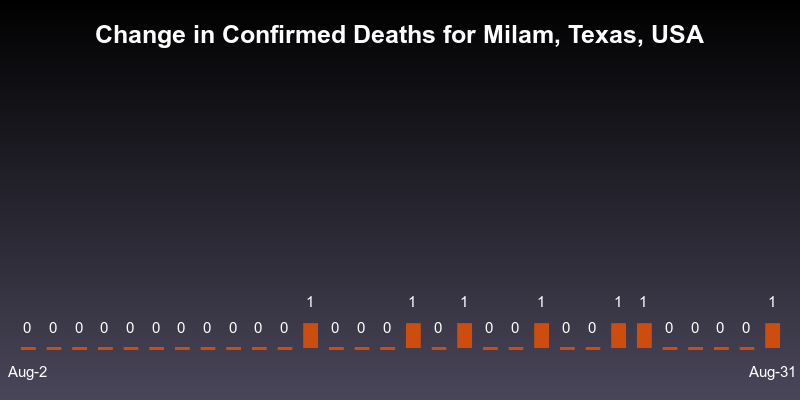 Change in Confirmed Deaths for Milam, Texas, USA
1 1 1 1 1 1 1
0 0 0 0 0 0 0 0 0 0 0 0 0 0 0 0 0 0 0 0 0 0 0
Aug-2 Aug-31